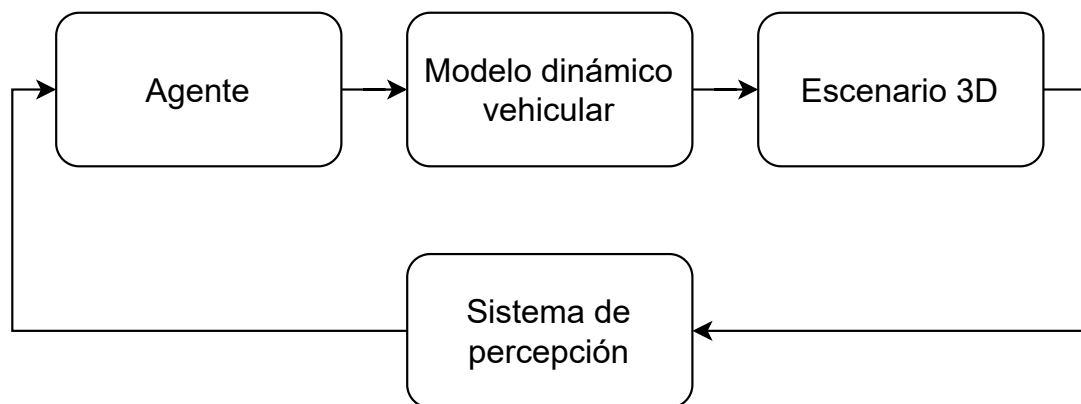 Agente
Modelo dinámico
vehicular
Escenario 3D
Sistema de
percepción